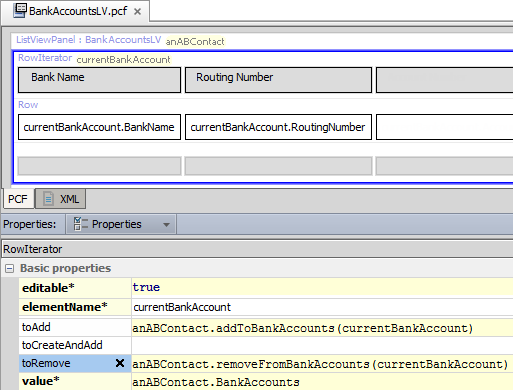 BankAccountsLV.pcf
ListViewPanel : BankAccountsLV anABContact
RowIterator currentBankAccount
Bank Name Routing Number
Row
currentBankAccount.BankName currentBankAccount.RoutingNumber
PCF XML
Properties: Properties
RowIterator
Basic properties
editable* true
elementName* currentBankAccount
toAdd anABContact.addToBankAccounts(currentBankAccount)
toCreateAndAdd
toRemove anABContact.removeFromBankAccounts(currentBankAccount)
value* anABContact.BankAccounts